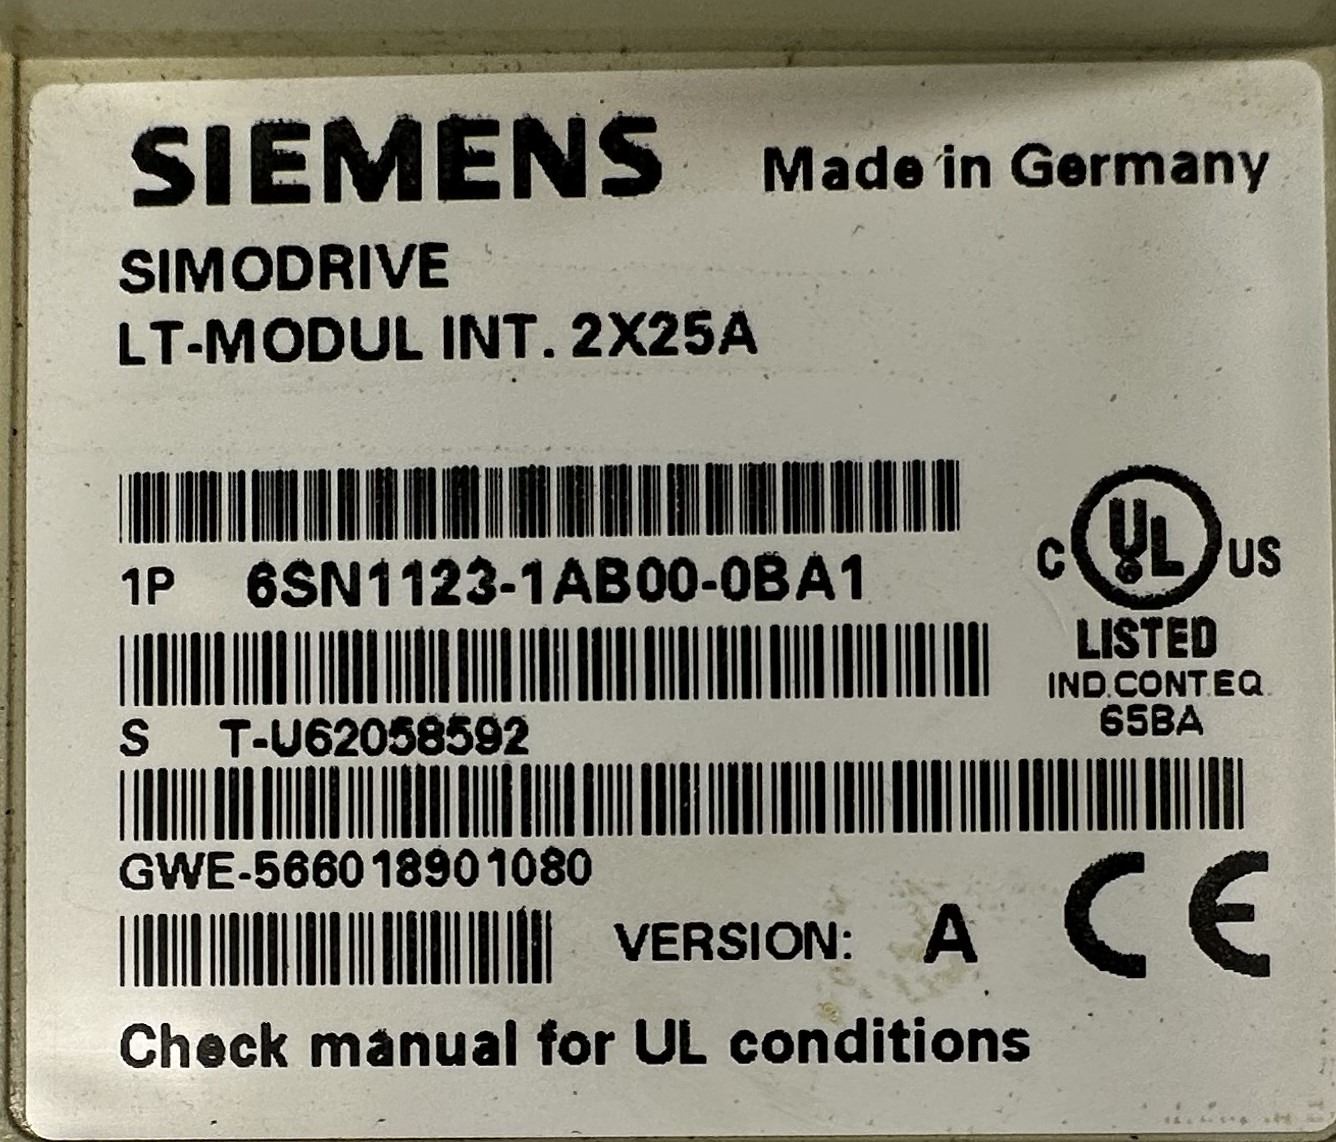 SIEMENS Made in Germany
SIMODRIVE
LT-MODUL INT. 2X25A
1P 6SN1123-1AB00-0BA1
C UL US
LISTED
IND.CONT.EQ.
65BA
S T-U62058592
GWE-566018901080
VERSION: A CE
Check manual for UL conditions